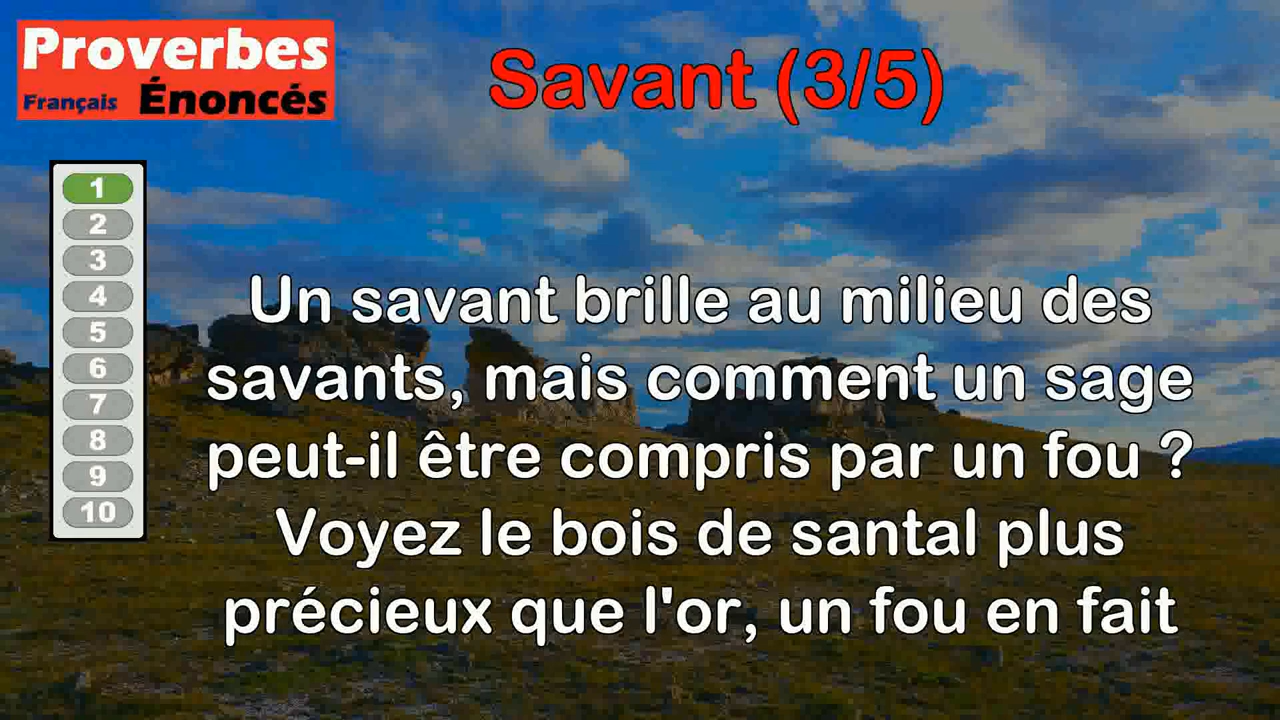 Proverbes
Français Énoncés
Savant (3/5)
1
2
3
4
5
6
7
8
9
10
Un savant brille au milieu des
savants, mais comment un sage
peut-il être compris par un fou ?
Voyez le bois de santal plus
précieux que l'or, un fou en fait